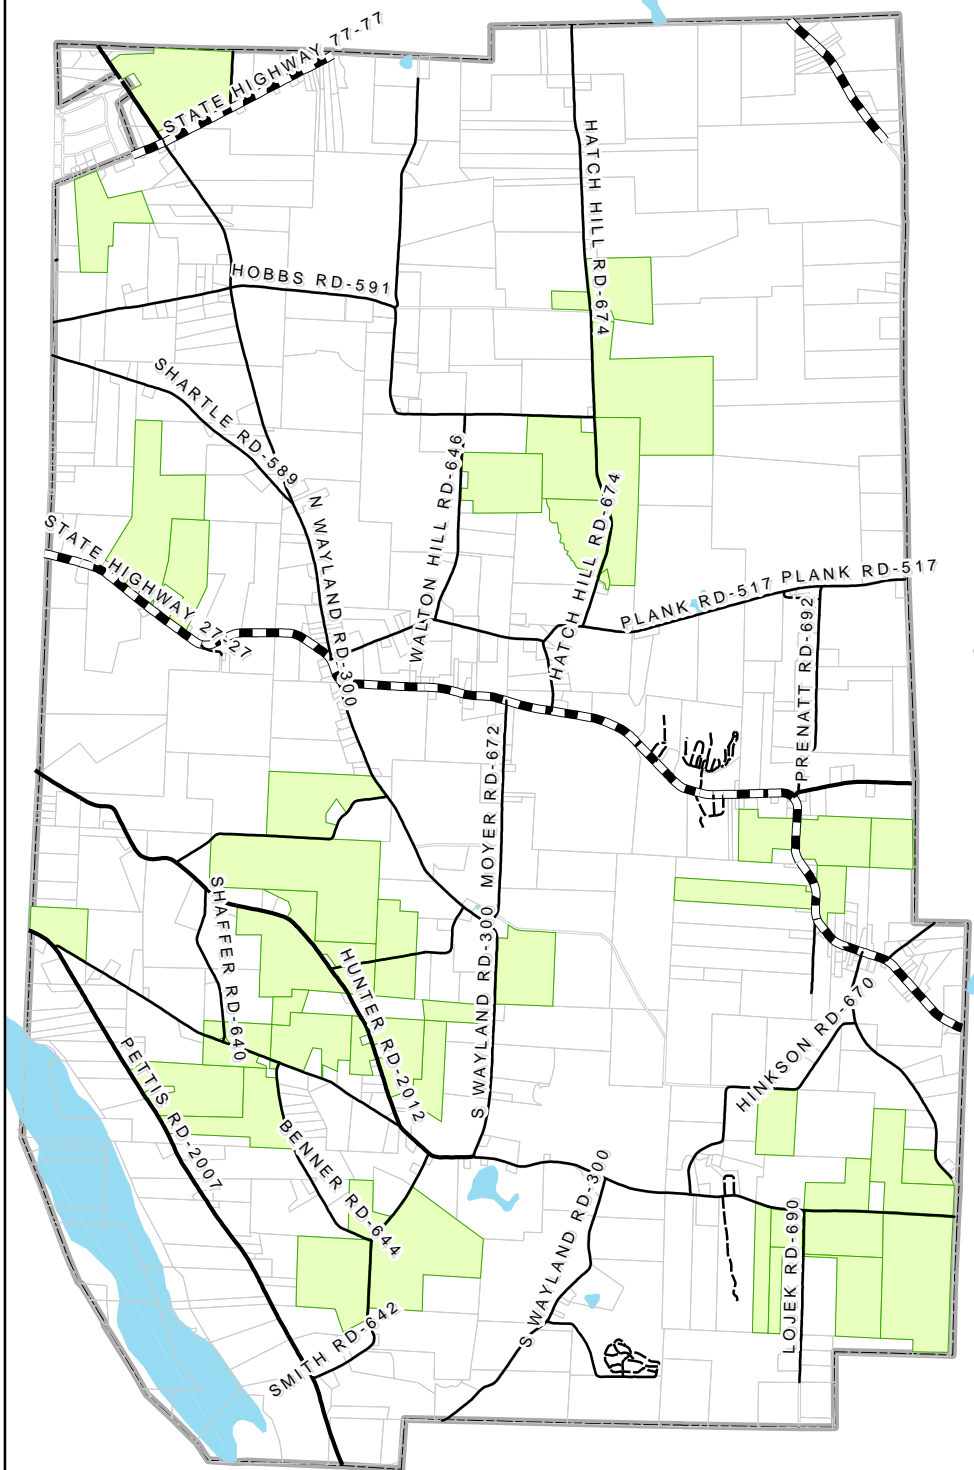 STATE HIGHWAY 77-77
HATCH HILL RD-674
HOBBS RD-591
SHARTLE RD-589
N WAYLAND RD-300
WALTON HILL RD-646
HATCH HILL RD-674
STATE HIGHWAY 27-27
PLANK RD-517
PLANK RD-517
PRENATT RD-692
MOYER RD-672
SHAFFER RD-640
HUNTER RD-2012
S WAYLAND RD-300
HINKSON RD-670
PETTIS RD-2007
BENNER RD-644
S WAYLAND RD-300
LOJEK RD-690
SMITH RD-642